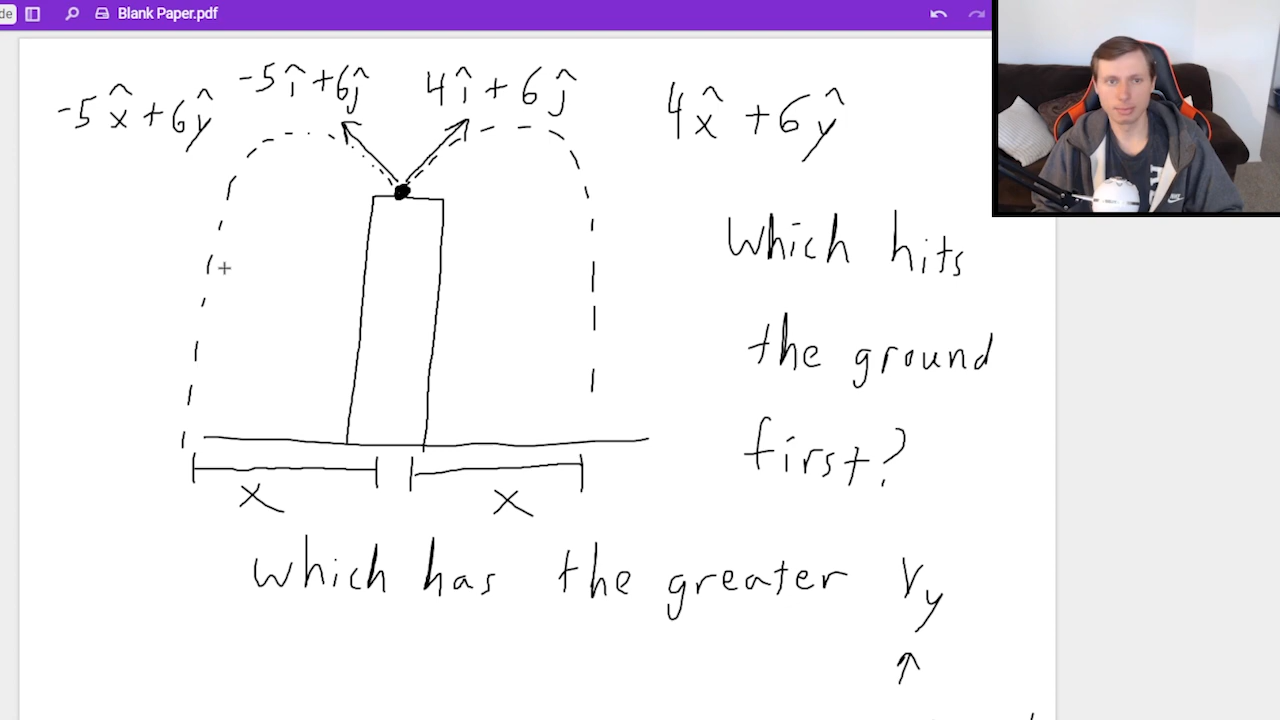 de
Blank Paper.pdf
-5x̂ + 6ŷ
-5î + 6ĵ
4î + 6ĵ
4x̂ + 6ŷ
Which hits
the ground
first?
x
x
which has the greater Vy